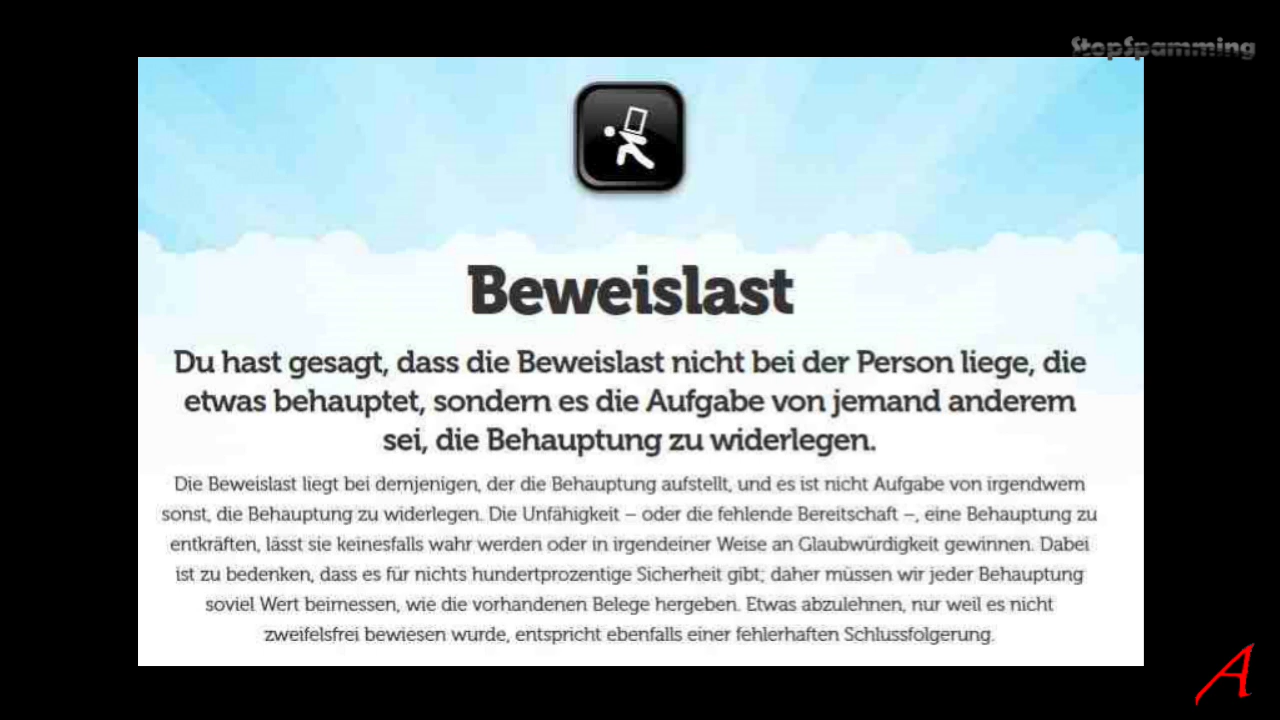 StopSpamming
Beweislast
Du hast gesagt, dass die Beweislast nicht bei der Person liege, die
etwas behauptet, sondern es die Aufgabe von jemand anderem
sei, die Behauptung zu widerlegen.
Die Beweislast liegt bei demjenigen, der die Behauptung aufstellt, und es ist nicht Aufgabe von irgendwem
sonst, die Behauptung zu widerlegen. Die Unfähigkeit – oder die fehlende Bereitschaft –, eine Behauptung zu
entkräften, lässt sie keinesfalls wahr werden oder in irgendeiner Weise an Glaubwürdigkeit gewinnen. Dabei
ist zu bedenken, dass es für nichts hundertprozentige Sicherheit gibt; daher müssen wir jeder Behauptung
soviel Wert beimessen, wie die vorhandenen Belege hergeben. Etwas abzulehnen, nur weil es nicht
zweifelsfrei bewiesen wurde, entspricht ebenfalls einer fehlerhaften Schlussfolgerung.
A